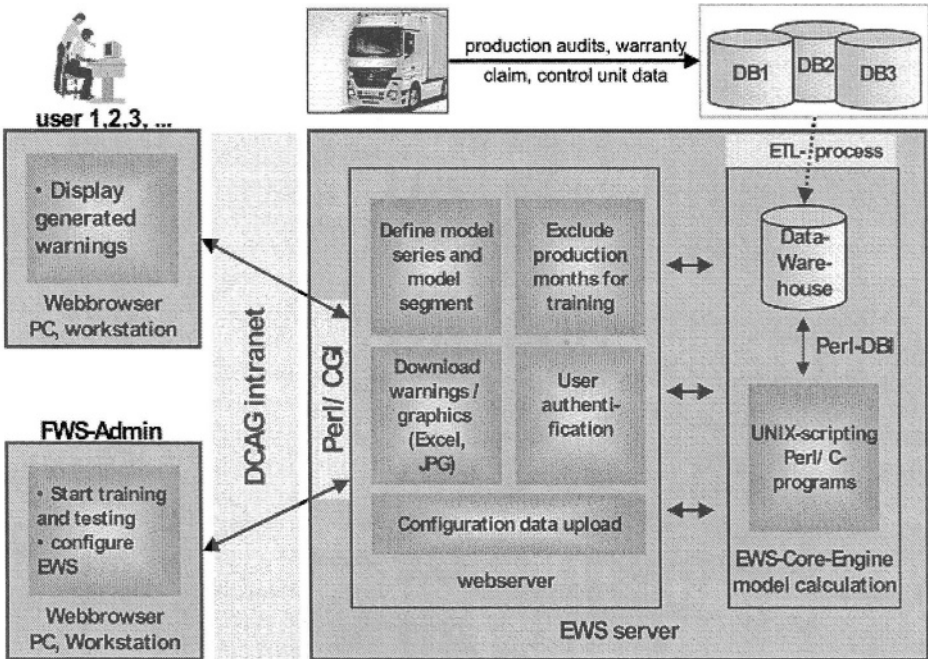 production audits, warranty
claim, control unit data
DB1
DB2
DB3
user 1,2,3, ...
• Display
generated
warnings
Webbrowser
PC, workstation
FWS-Admin
• Start training
and testing
• configure
EWS
Webbrowser
PC, Workstation
DCAG intranet
Perl/ CGI
Define model
series and
model
segment
Exclude
production
months for
training
Download
warnings /
graphics
(Excel,
JPG)
User
authenti-
fication
Configuration data upload
webserver
ETL- process
Data-
Ware-
house
Perl-DBI
UNIX-scripting
Perl/ C-
programs
EWS-Core-Engine
model calculation
EWS server